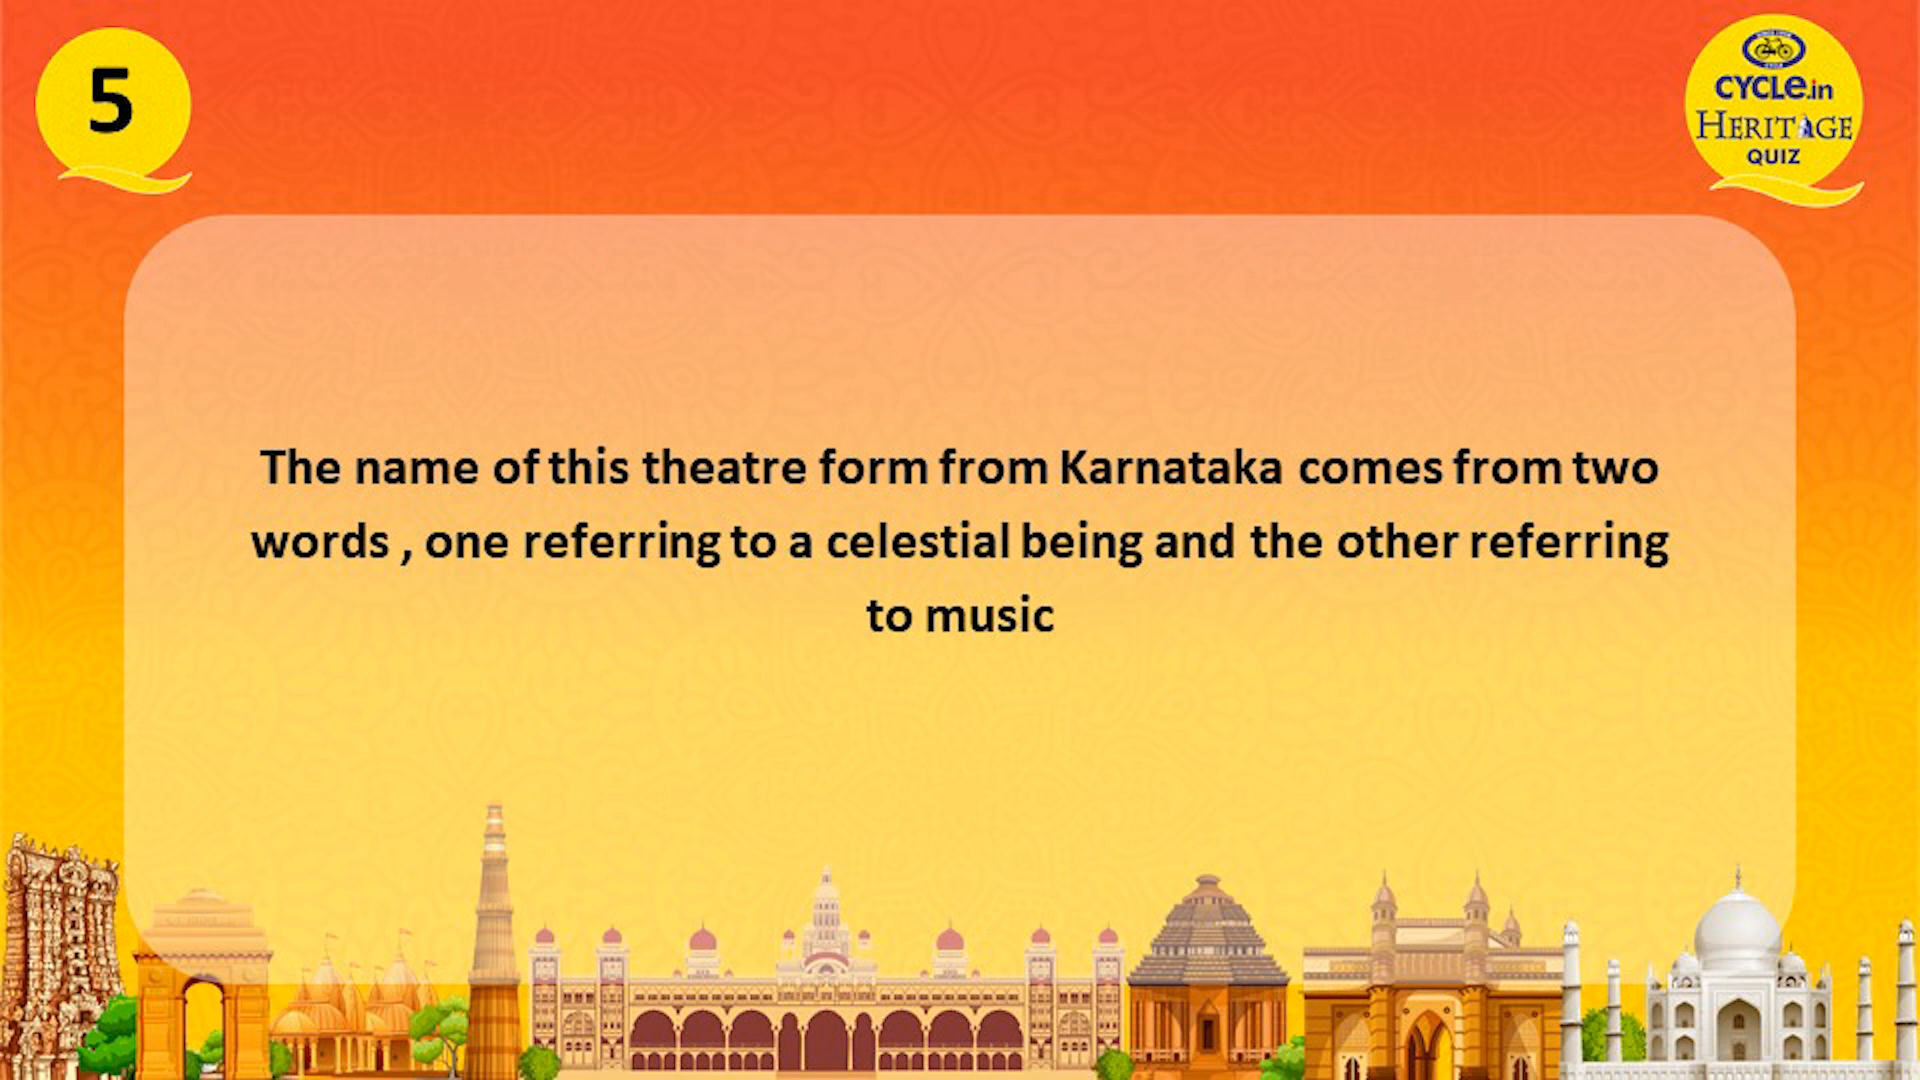 5
CYCLE.in
HERITAGE
QUIZ
The name of this theatre form from Karnataka comes from two
words , one referring to a celestial being and the other referring
to music